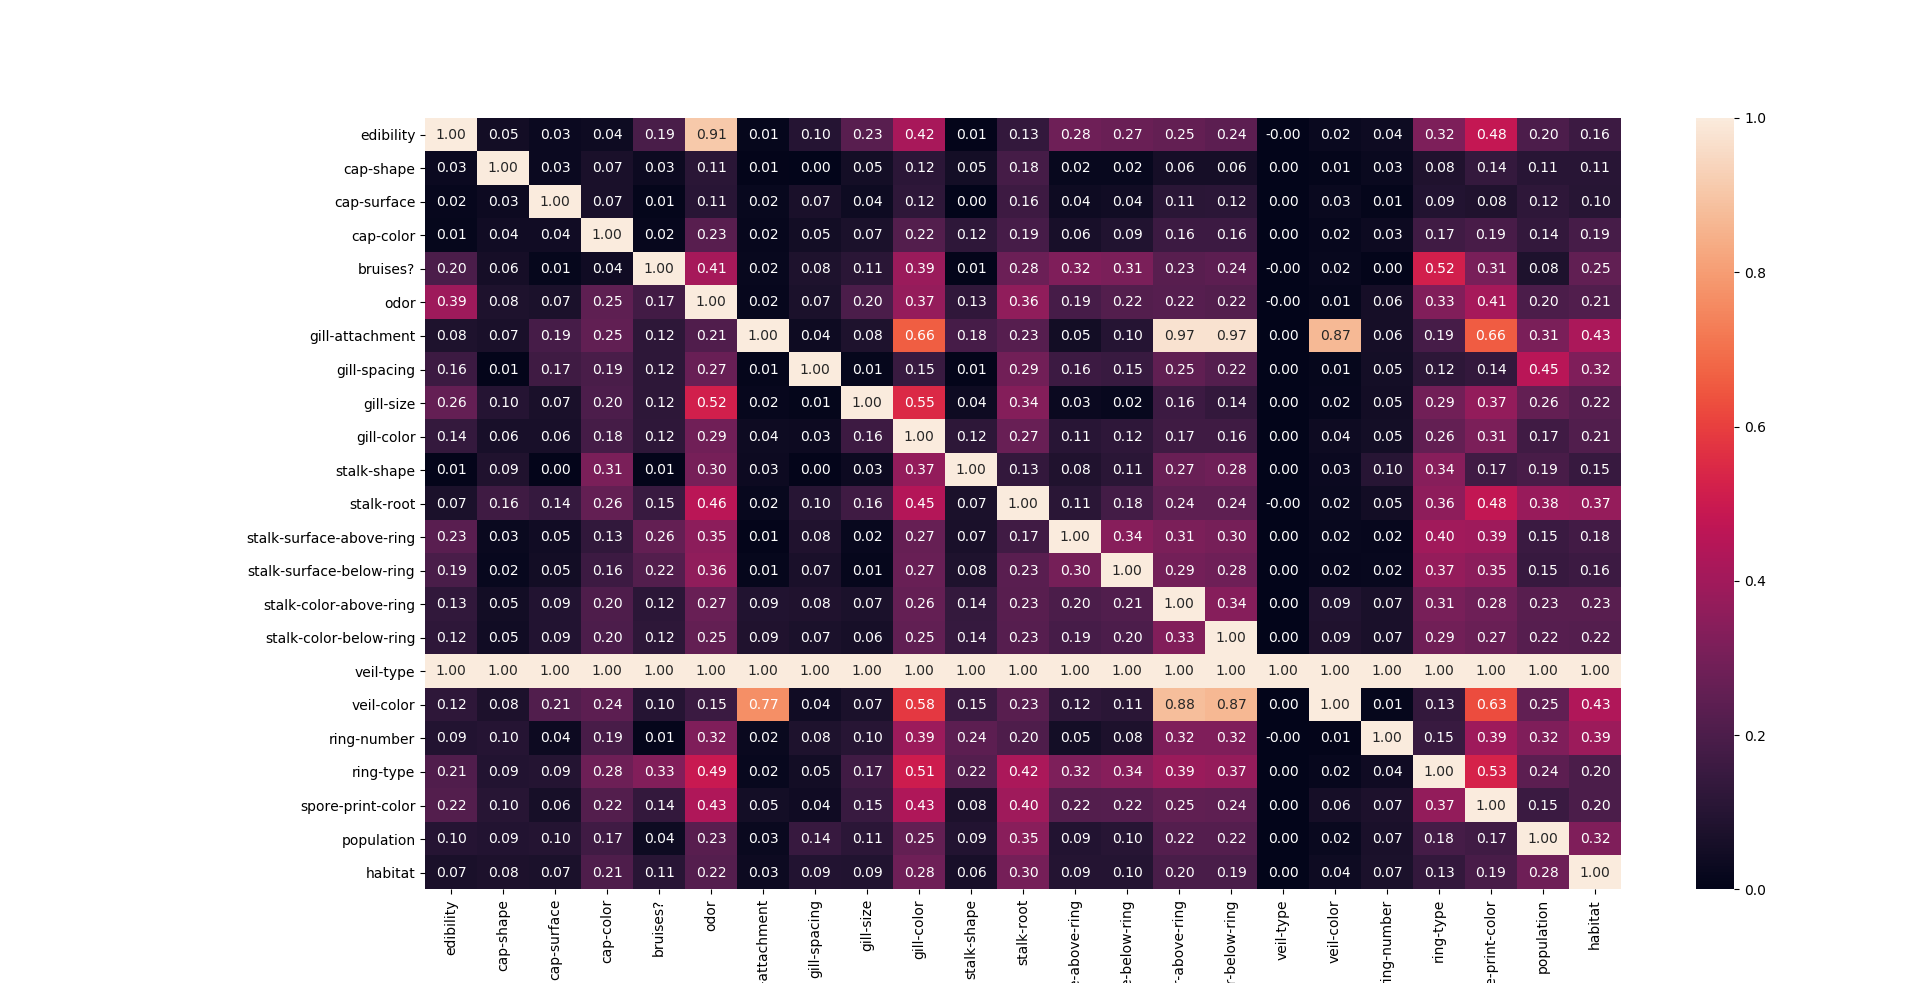 edibility 1.00 0.05 0.03 0.04 0.19 0.91 0.01 0.10 0.23 0.42 0.01 0.13 0.28 0.27 0.25 0.24 -0.00 0.02 0.04 0.32 0.48 0.20 0.16
cap-shape 0.03 1.00 0.03 0.07 0.03 0.11 0.01 0.00 0.05 0.12 0.05 0.18 0.02 0.02 0.06 0.06 0.00 0.01 0.03 0.08 0.14 0.11 0.11
cap-surface 0.02 0.03 1.00 0.07 0.01 0.11 0.02 0.07 0.04 0.12 0.00 0.16 0.04 0.04 0.11 0.12 0.00 0.03 0.01 0.09 0.08 0.12 0.10
cap-color 0.01 0.04 0.04 1.00 0.02 0.23 0.02 0.05 0.07 0.22 0.12 0.19 0.06 0.09 0.16 0.16 0.00 0.02 0.03 0.17 0.19 0.14 0.19
bruises? 0.20 0.06 0.01 0.04 1.00 0.41 0.02 0.08 0.11 0.39 0.01 0.28 0.32 0.31 0.23 0.24 -0.00 0.02 0.00 0.52 0.31 0.08 0.25
odor 0.39 0.08 0.07 0.25 0.17 1.00 0.02 0.07 0.20 0.37 0.13 0.36 0.19 0.22 0.22 0.22 -0.00 0.01 0.06 0.33 0.41 0.20 0.21
gill-attachment 0.08 0.07 0.19 0.25 0.12 0.21 1.00 0.04 0.08 0.66 0.18 0.23 0.05 0.10 0.97 0.97 0.00 0.87 0.06 0.19 0.66 0.31 0.43
gill-spacing 0.16 0.01 0.17 0.19 0.12 0.27 0.01 1.00 0.01 0.15 0.01 0.29 0.16 0.15 0.25 0.22 0.00 0.01 0.05 0.12 0.14 0.45 0.32
gill-size 0.26 0.10 0.07 0.20 0.12 0.52 0.02 0.01 1.00 0.55 0.04 0.34 0.03 0.02 0.16 0.14 0.00 0.02 0.05 0.29 0.37 0.26 0.22
gill-color 0.14 0.06 0.06 0.18 0.12 0.29 0.04 0.03 0.16 1.00 0.12 0.27 0.11 0.12 0.17 0.16 0.00 0.04 0.05 0.26 0.31 0.17 0.21
stalk-shape 0.01 0.09 0.00 0.31 0.01 0.30 0.03 0.00 0.03 0.37 1.00 0.13 0.08 0.11 0.27 0.28 0.00 0.03 0.10 0.34 0.17 0.19 0.15
stalk-root 0.07 0.16 0.14 0.26 0.15 0.46 0.02 0.10 0.16 0.45 0.07 1.00 0.11 0.18 0.24 0.24 -0.00 0.02 0.05 0.36 0.48 0.38 0.37
stalk-surface-above-ring 0.23 0.03 0.05 0.13 0.26 0.35 0.01 0.08 0.02 0.27 0.07 0.17 1.00 0.34 0.31 0.30 0.00 0.02 0.02 0.40 0.39 0.15 0.18
stalk-surface-below-ring 0.19 0.02 0.05 0.16 0.22 0.36 0.01 0.07 0.01 0.27 0.08 0.23 0.30 1.00 0.29 0.28 0.00 0.02 0.02 0.37 0.35 0.15 0.16
stalk-color-above-ring 0.13 0.05 0.09 0.20 0.12 0.27 0.09 0.08 0.07 0.26 0.14 0.23 0.20 0.21 1.00 0.34 0.00 0.09 0.07 0.31 0.28 0.23 0.23
stalk-color-below-ring 0.12 0.05 0.09 0.20 0.12 0.25 0.09 0.07 0.06 0.25 0.14 0.23 0.19 0.20 0.33 1.00 0.00 0.09 0.07 0.29 0.27 0.22 0.22
veil-type 1.00 1.00 1.00 1.00 1.00 1.00 1.00 1.00 1.00 1.00 1.00 1.00 1.00 1.00 1.00 1.00 1.00 1.00 1.00 1.00 1.00 1.00 1.00
veil-color 0.12 0.08 0.21 0.24 0.10 0.15 0.77 0.04 0.07 0.58 0.15 0.23 0.12 0.11 0.88 0.87 0.00 1.00 0.01 0.13 0.63 0.25 0.43
ring-number 0.09 0.10 0.04 0.19 0.01 0.32 0.02 0.08 0.10 0.39 0.24 0.20 0.05 0.08 0.32 0.32 -0.00 0.01 1.00 0.15 0.39 0.32 0.39
ring-type 0.21 0.09 0.09 0.28 0.33 0.49 0.02 0.05 0.17 0.51 0.22 0.42 0.32 0.34 0.39 0.37 0.00 0.02 0.04 1.00 0.53 0.24 0.20
spore-print-color 0.22 0.10 0.06 0.22 0.14 0.43 0.05 0.04 0.15 0.43 0.08 0.40 0.22 0.22 0.25 0.24 0.00 0.06 0.07 0.37 1.00 0.15 0.20
population 0.10 0.09 0.10 0.17 0.04 0.23 0.03 0.14 0.11 0.25 0.09 0.35 0.09 0.10 0.22 0.22 0.00 0.02 0.07 0.18 0.17 1.00 0.32
habitat 0.07 0.08 0.07 0.21 0.11 0.22 0.03 0.09 0.09 0.28 0.06 0.30 0.09 0.10 0.20 0.19 0.00 0.04 0.07 0.13 0.19 0.28 1.00
edibility
cap-shape
cap-surface
cap-color
bruises?
odor
-attachment
gill-spacing
gill-size
gill-color
stalk-shape
stalk-root
e-above-ring
e-below-ring
r-above-ring
r-below-ring
veil-type
veil-color
ring-number
ring-type
e-print-color
population
habitat
1.0
0.8
0.6
0.4
0.2
0.0